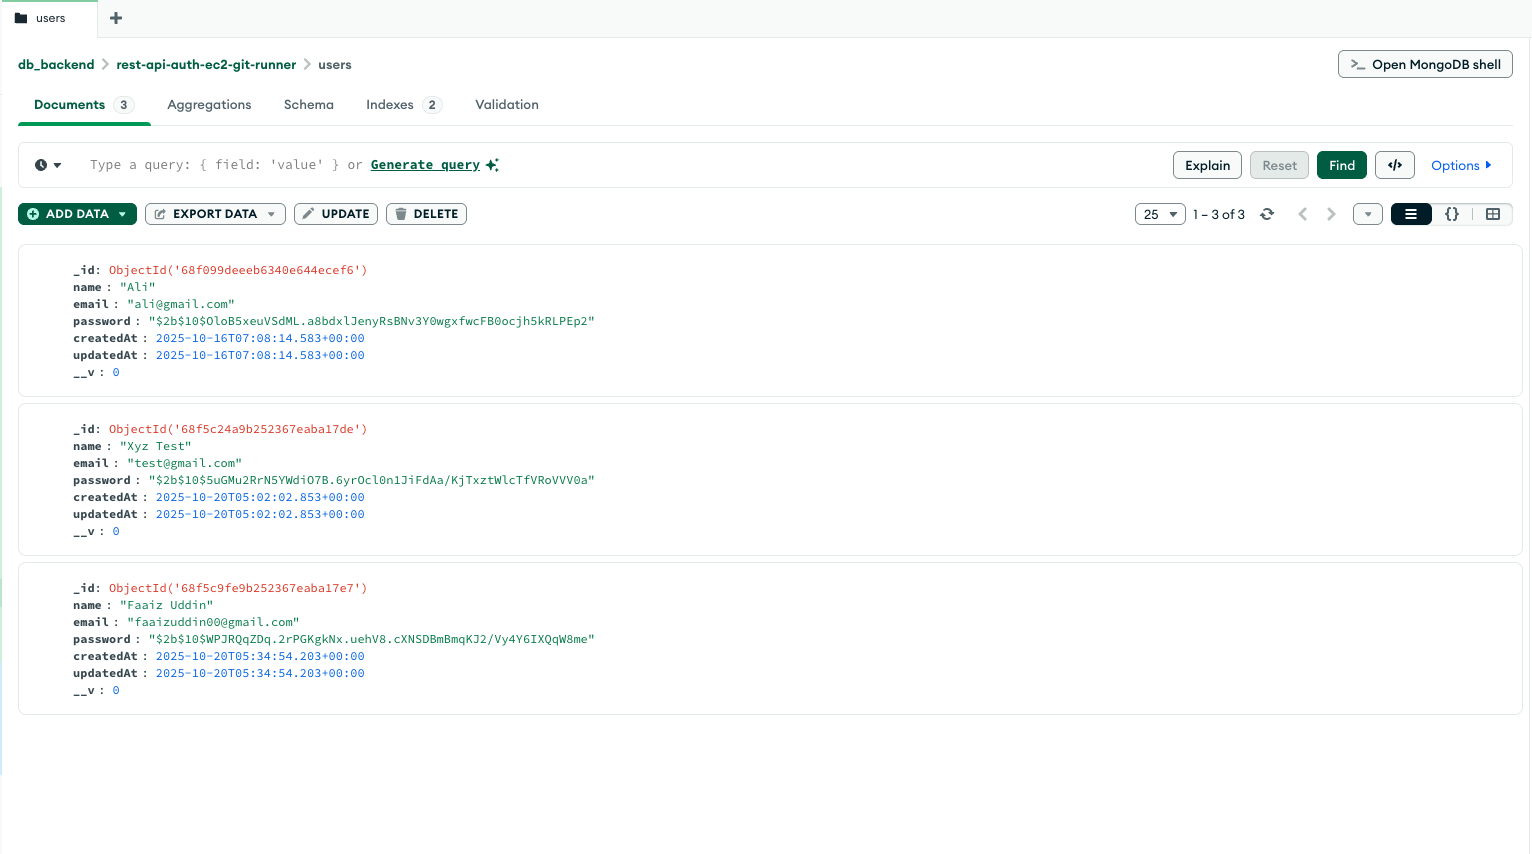 users
db_backend > rest-api-auth-ec2-git-runner > users
>_ Open MongoDB shell
Documents 3 Aggregations Schema Indexes 2 Validation
Type a query: { field: 'value' } or Generate query
Explain Reset Find </> Options
ADD DATA EXPORT DATA UPDATE DELETE
25 1 – 3 of 3 {}
_id: ObjectId('68f099deeeb6340e644ecef6')
name : "Ali"
email : "ali@gmail.com"
password : "$2b$10$OloB5xeuVSdML.a8bdxlJenyRsBNv3Y0wgxfwcFB0ocjh5kRLPEp2"
createdAt : 2025-10-16T07:08:14.583+00:00
updatedAt : 2025-10-16T07:08:14.583+00:00
__v : 0
_id: ObjectId('68f5c24a9b252367eaba17de')
name : "Xyz Test"
email : "test@gmail.com"
password : "$2b$10$5uGMu2RrN5YWdiO7B.6yrOcl0n1JiFdAa/KjTxztWlcTfVRoVVV0a"
createdAt : 2025-10-20T05:02:02.853+00:00
updatedAt : 2025-10-20T05:02:02.853+00:00
__v : 0
_id: ObjectId('68f5c9fe9b252367eaba17e7')
name : "Faaiz Uddin"
email : "faaizuddin00@gmail.com"
password : "$2b$10$WPJRQqZDq.2rPGKgkNx.uehV8.cXNSDBmBmqKJ2/Vy4Y6IXQqW8me"
createdAt : 2025-10-20T05:34:54.203+00:00
updatedAt : 2025-10-20T05:34:54.203+00:00
__v : 0